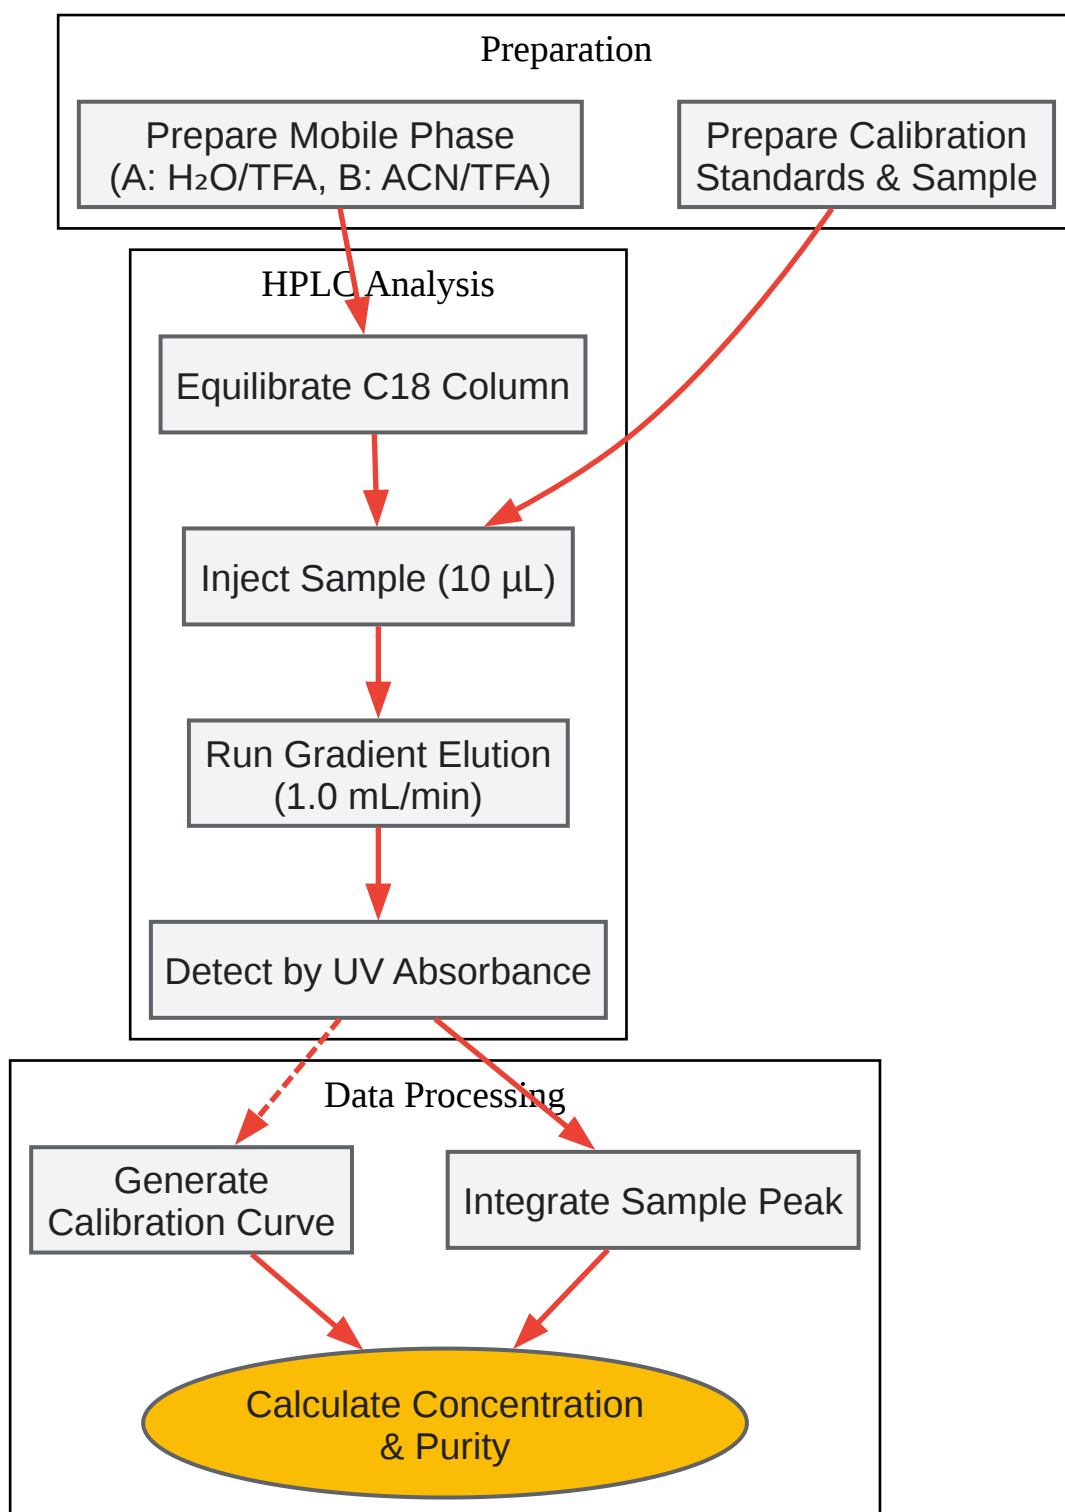 Preparation
Prepare Mobile Phase
(A: H₂O/TFA, B: ACN/TFA)
Prepare Calibration
Standards & Sample
HPLC Analysis
Equilibrate C18 Column
Inject Sample (10 µL)
Run Gradient Elution
(1.0 mL/min)
Detect by UV Absorbance
Data Processing
Generate
Calibration Curve
Integrate Sample Peak
Calculate Concentration
& Purity